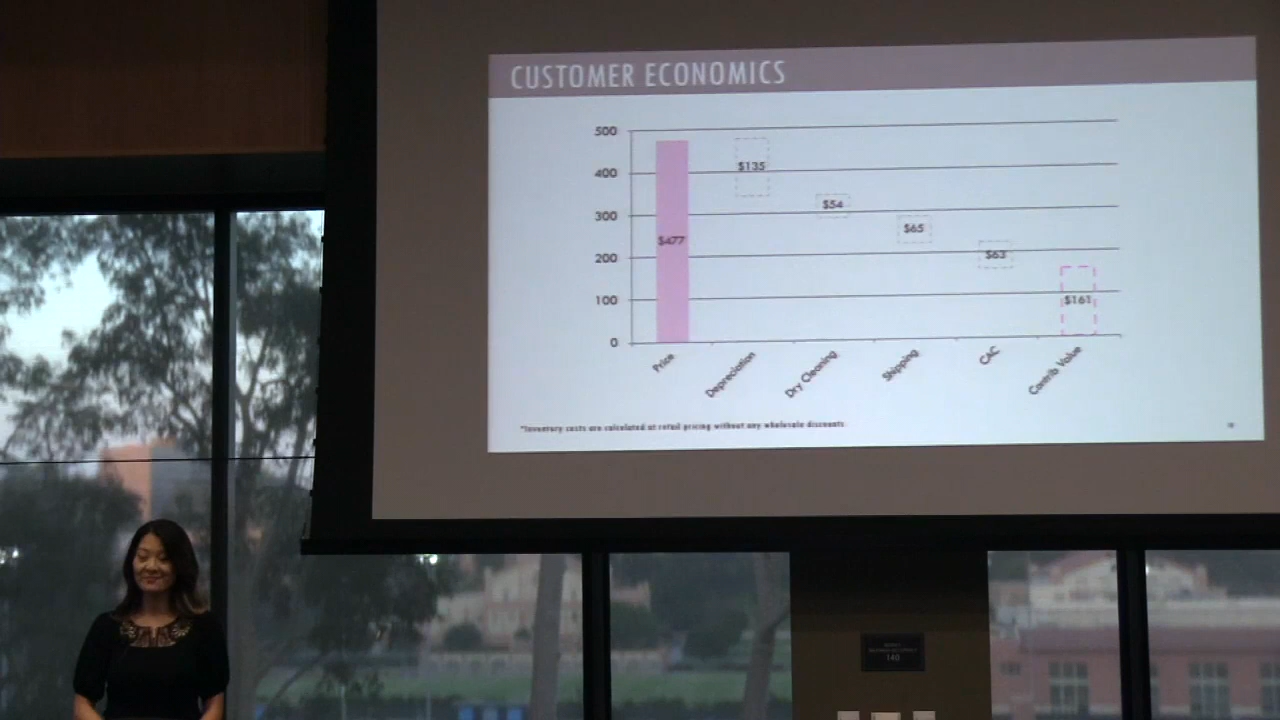 CUSTOMER ECONOMICS
500
400
300
200
100
0
$477
$135
$54
$65
$63
$161
Price
Depreciation
Dry Cleaning
Shipping
CAC
Contrib Value
*Inventory costs are calculated at retail pricing without any wholesale discounts
140